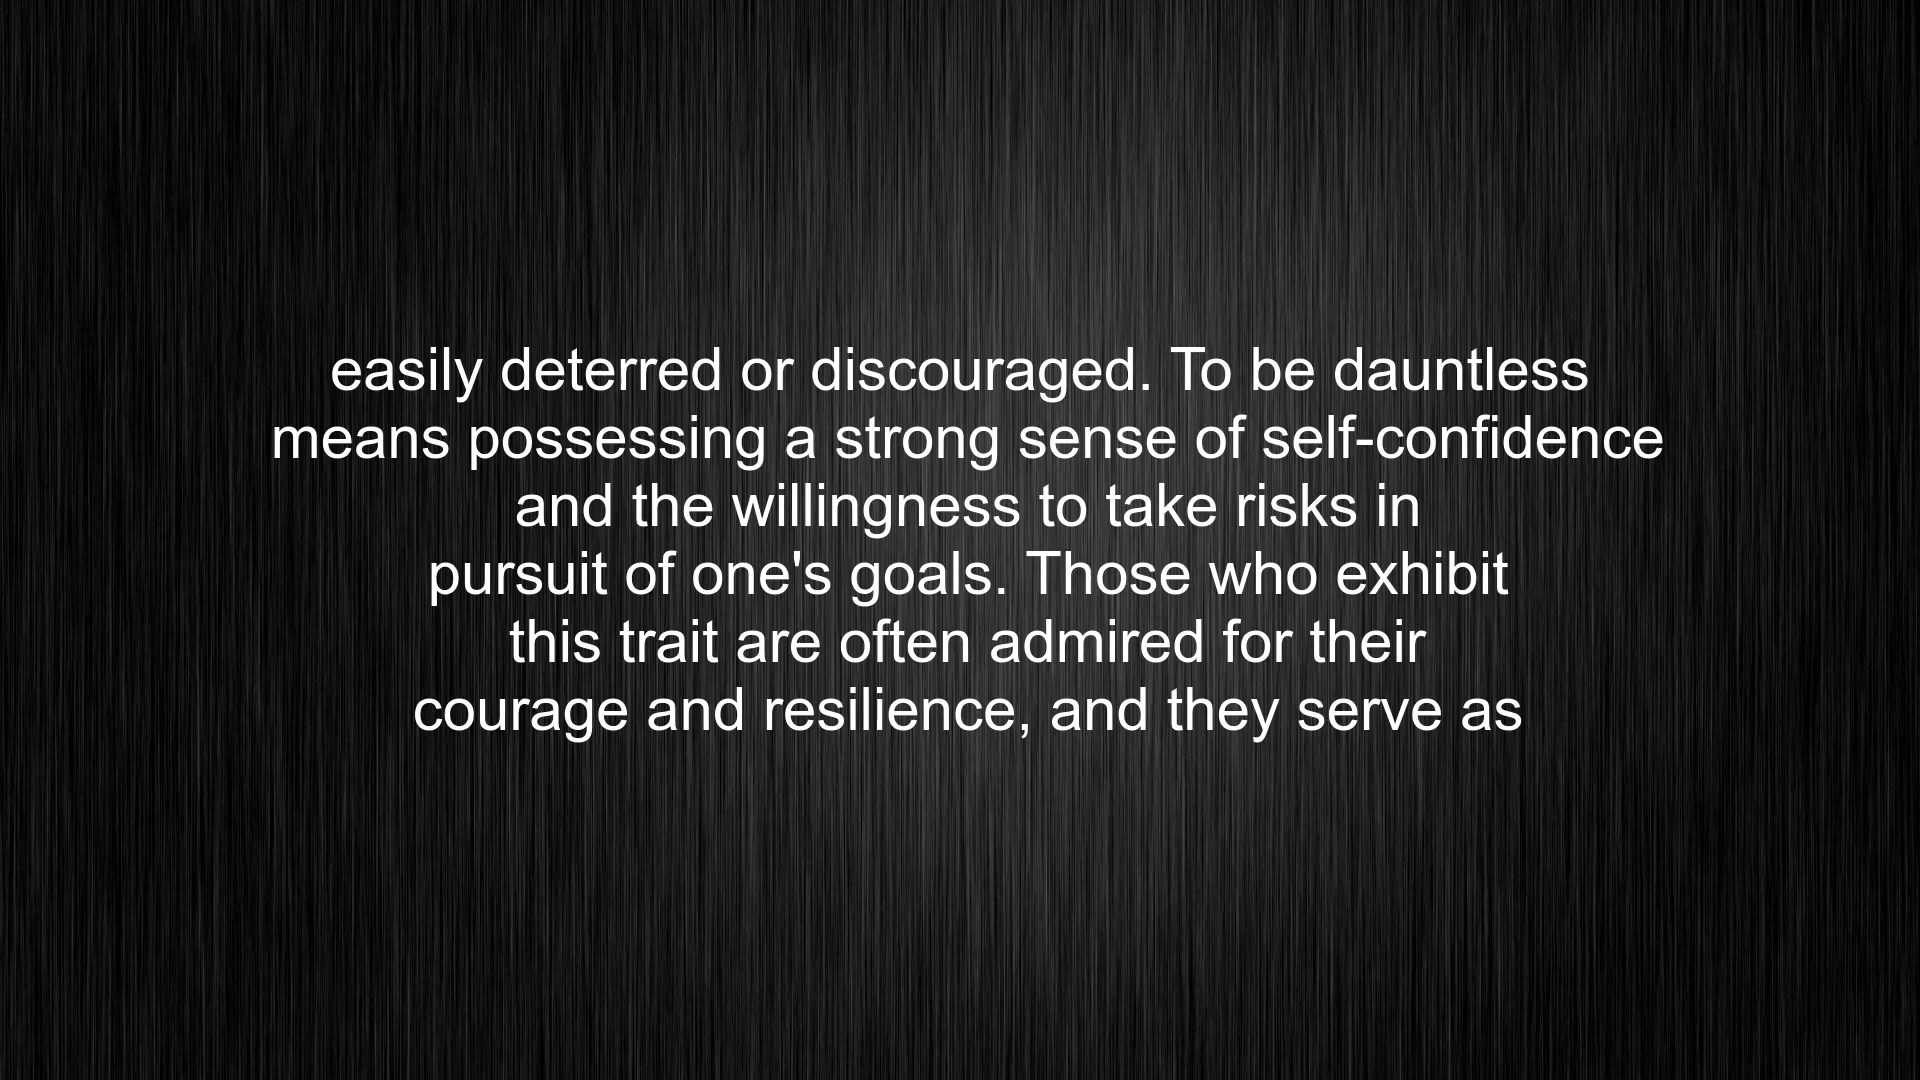 easily deterred or discouraged. To be dauntless
means possessing a strong sense of self-confidence
and the willingness to take risks in
pursuit of one's goals. Those who exhibit
this trait are often admired for their
courage and resilience, and they serve as